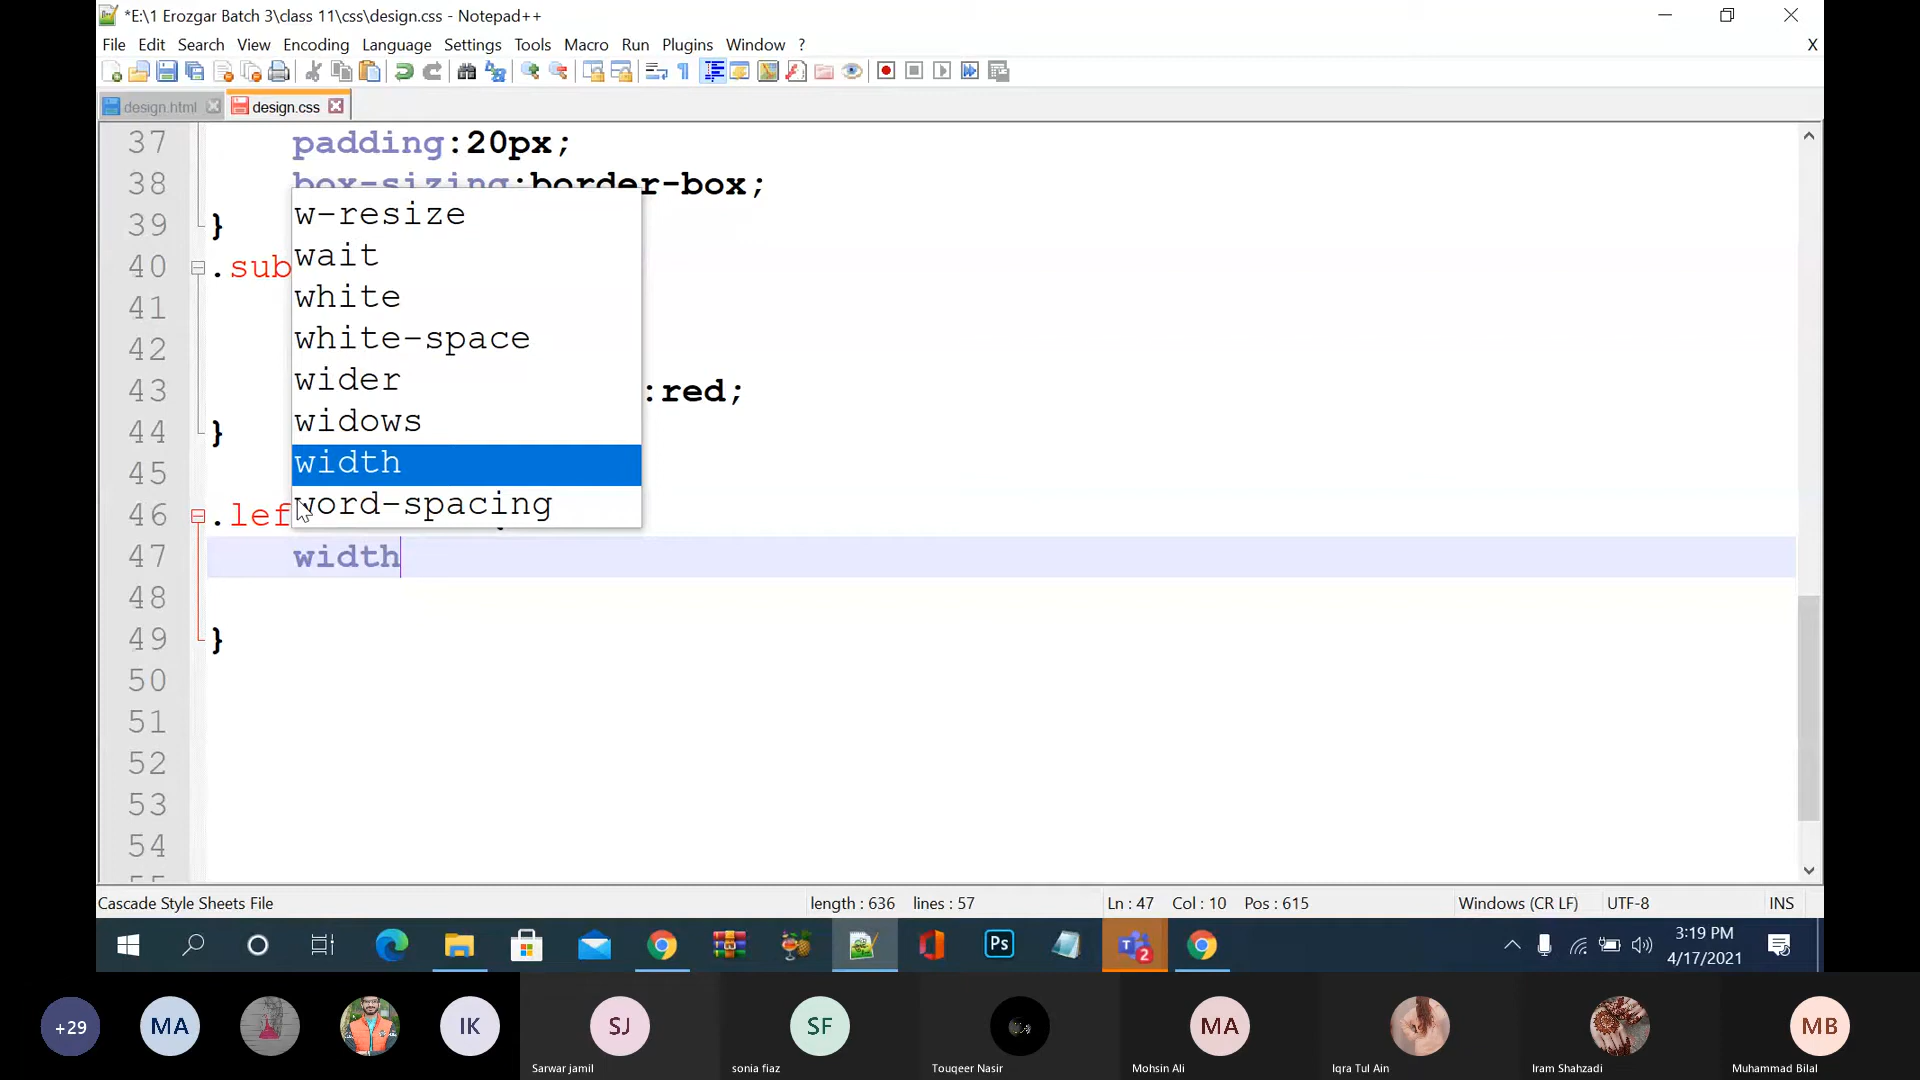 *E:\1 Erozgar Batch 3\class 11\css\design.css - Notepad++
File Edit Search View Encoding Language Settings Tools Macro Run Plugins Window ? X
design.html design.css
37 padding:20px;
38 box-sizing:border-box;
39 }
40 .sub
41
42
43 :red;
44 }
45
46 .lef
47 width
48
49 }
50
51
52
53
54
w-resize
wait
white
white-space
wider
widows
width
word-spacing
Cascade Style Sheets File length : 636 lines : 57 Ln : 47 Col : 10 Pos : 615 Windows (CR LF) UTF-8 INS
Ps 2 3:19 PM
4/17/2021
+29 MA IK SJ SF MA MB
Sarwar jamil sonia fiaz Touqeer Nasir Mohsin Ali Iqra Tul Ain Iram Shahzadi Muhammad Bilal